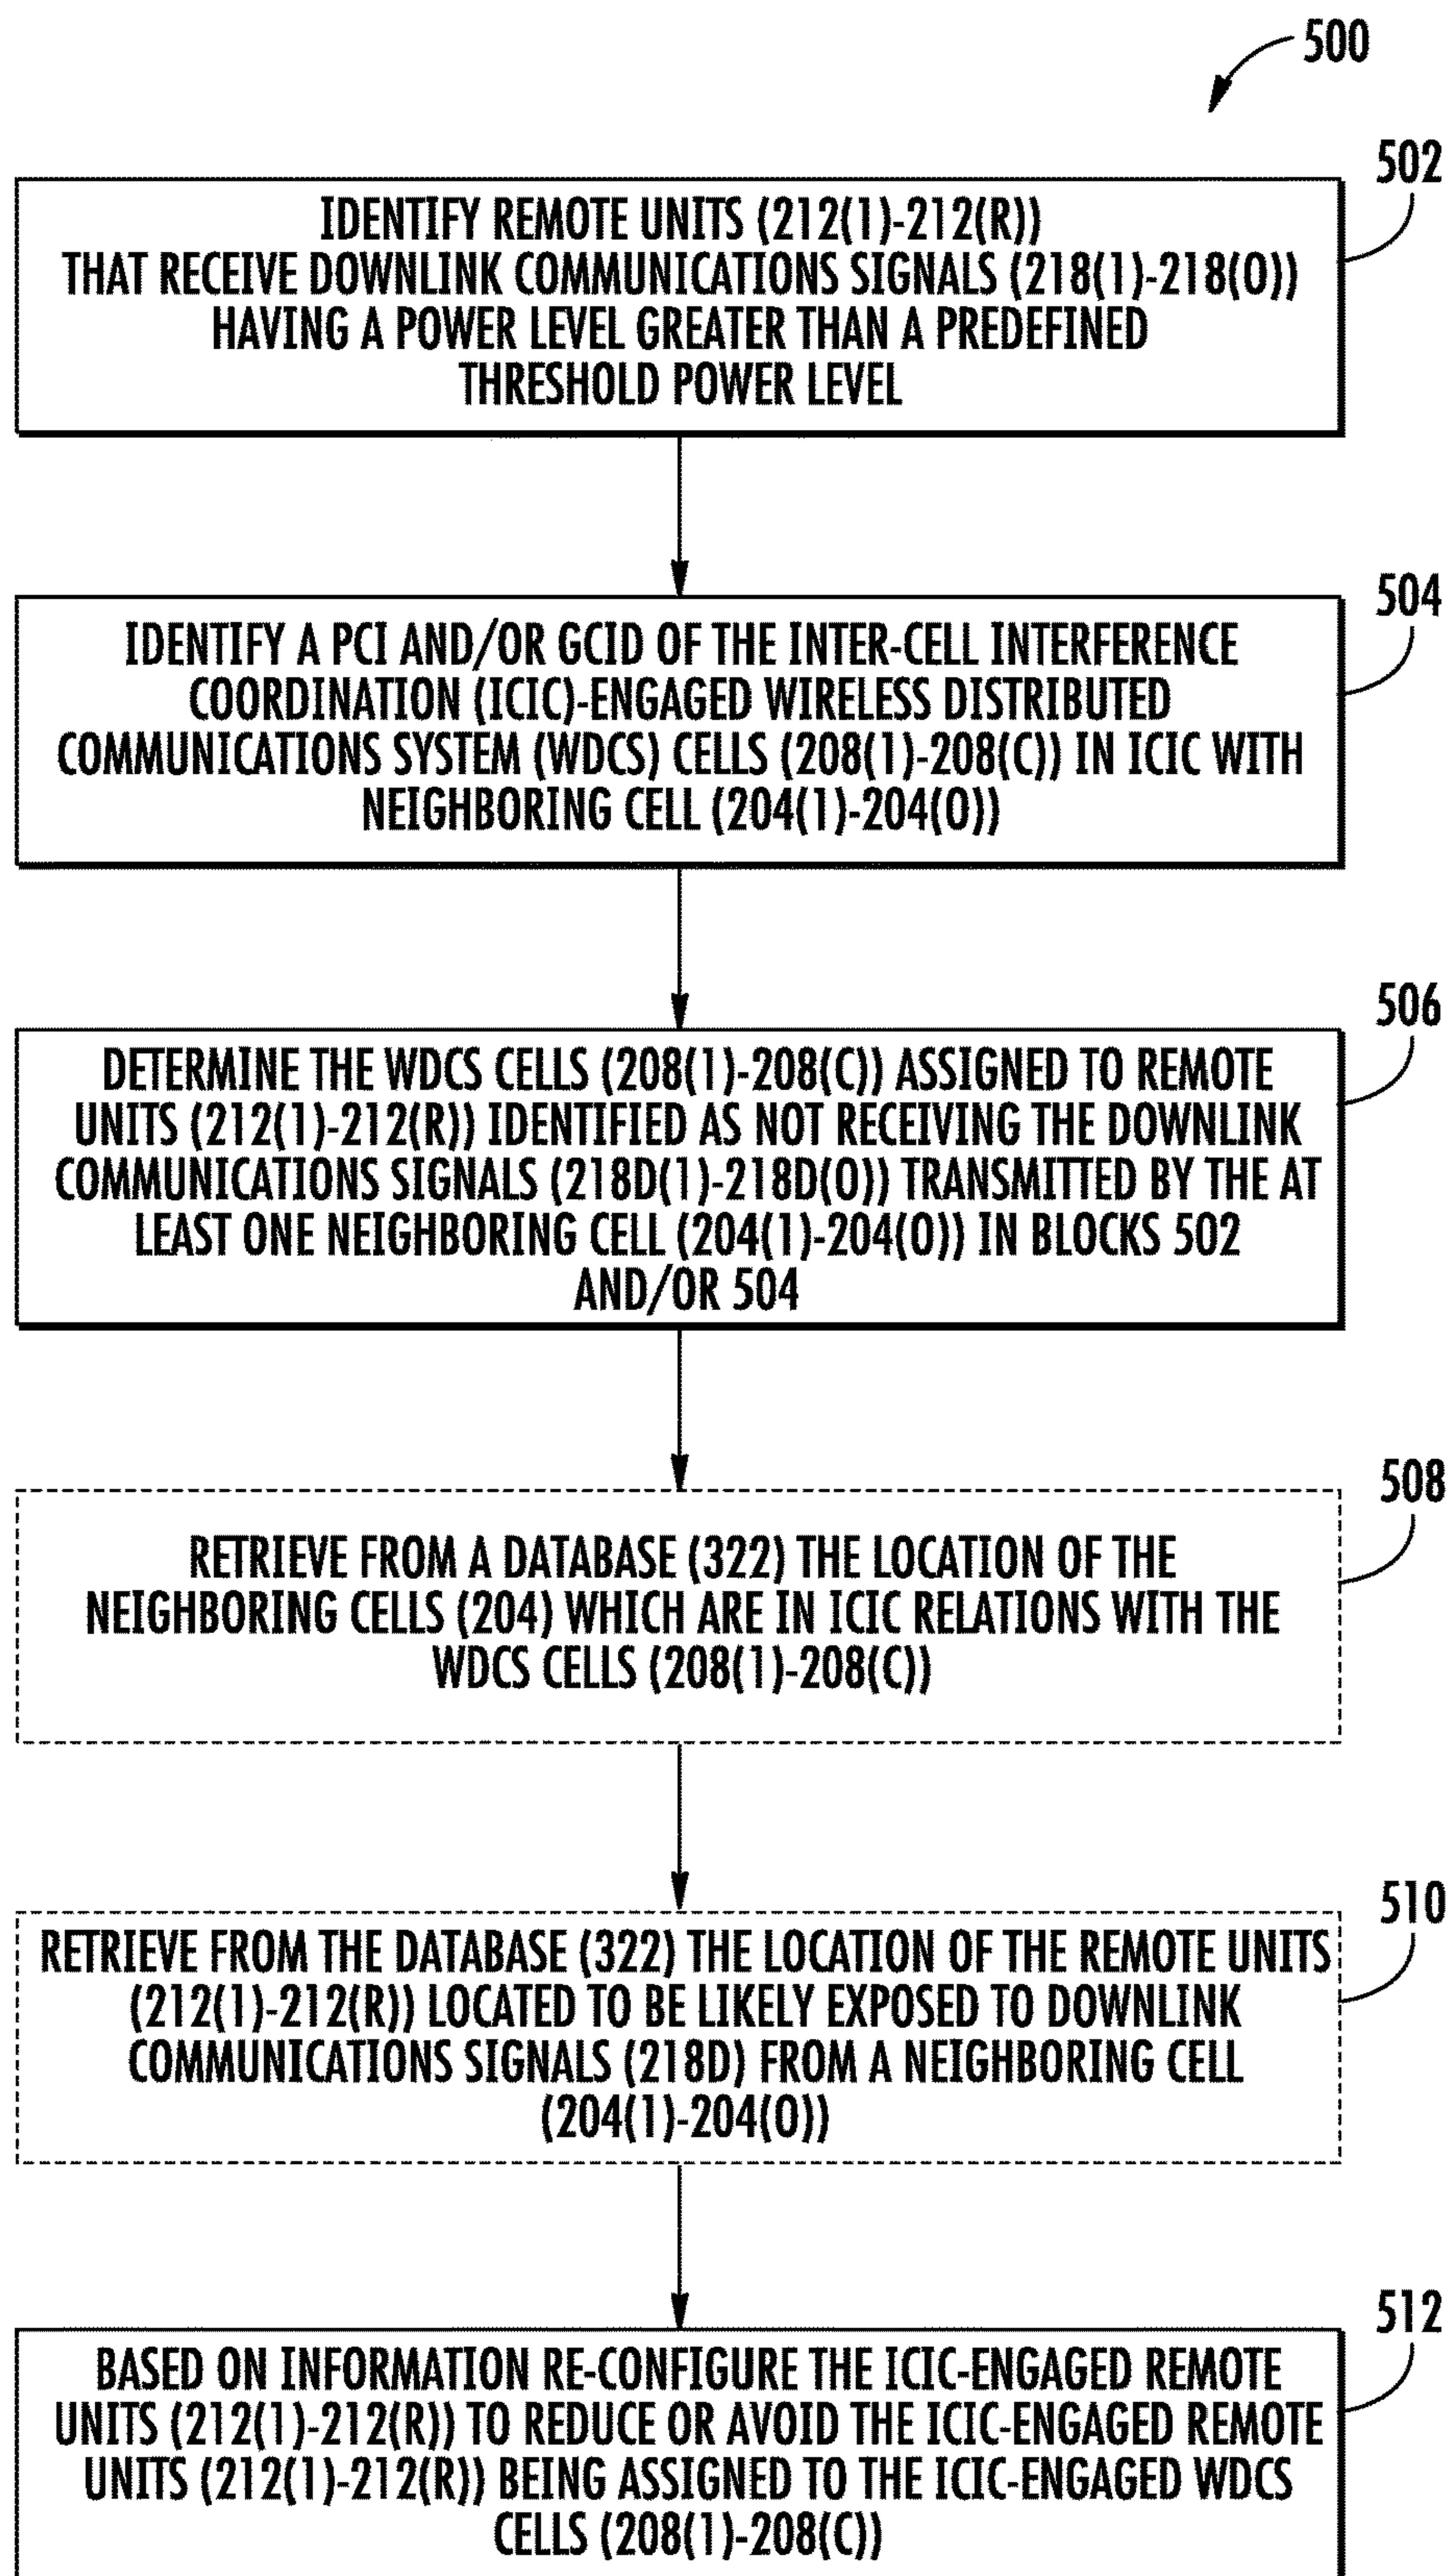 500
502
IDENTIFY REMOTE UNITS (212(1)-212(R))
THAT RECEIVE DOWNLINK COMMUNICATIONS SIGNALS (218(1)-218(O))
HAVING A POWER LEVEL GREATER THAN A PREDEFINED
THRESHOLD POWER LEVEL
504
IDENTIFY A PCI AND/OR GCID OF THE INTER-CELL INTERFERENCE
COORDINATION (ICIC)-ENGAGED WIRELESS DISTRIBUTED
COMMUNICATIONS SYSTEM (WDCS) CELLS (208(1)-208(C)) IN ICIC WITH
NEIGHBORING CELL (204(1)-204(O))
506
DETERMINE THE WDCS CELLS (208(1)-208(C)) ASSIGNED TO REMOTE
UNITS (212(1)-212(R)) IDENTIFIED AS NOT RECEIVING THE DOWNLINK
COMMUNICATIONS SIGNALS (218D(1)-218D(O)) TRANSMITTED BY THE AT
LEAST ONE NEIGHBORING CELL (204(1)-204(O)) IN BLOCKS 502
AND/OR 504
508
RETRIEVE FROM A DATABASE (322) THE LOCATION OF THE
NEIGHBORING CELLS (204) WHICH ARE IN ICIC RELATIONS WITH THE
WDCS CELLS (208(1)-208(C))
510
RETRIEVE FROM THE DATABASE (322) THE LOCATION OF THE REMOTE UNITS
(212(1)-212(R)) LOCATED TO BE LIKELY EXPOSED TO DOWNLINK
COMMUNICATIONS SIGNALS (218D) FROM A NEIGHBORING CELL
(204(1)-204(O))
512
BASED ON INFORMATION RE-CONFIGURE THE ICIC-ENGAGED REMOTE
UNITS (212(1)-212(R)) TO REDUCE OR AVOID THE ICIC-ENGAGED REMOTE
UNITS (212(1)-212(R)) BEING ASSIGNED TO THE ICIC-ENGAGED WDCS
CELLS (208(1)-208(C))